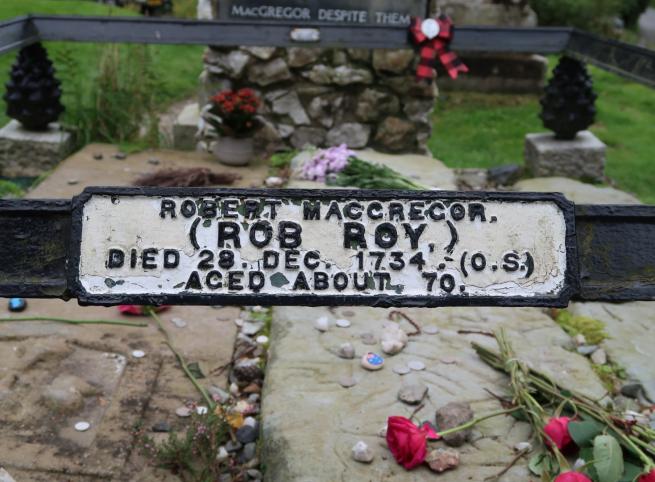 MACGREGOR DESPITE THEM
ROBERT MACGREGOR.
(ROB ROY,)
DIED 28. DEC. 1734. (O.S.)
AGED ABOUT 70.